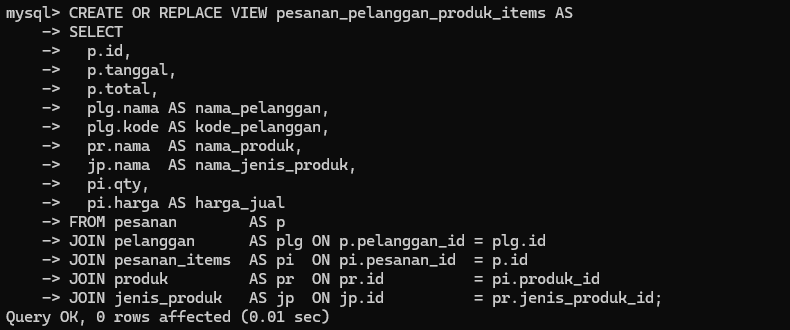 mysql> CREATE OR REPLACE VIEW pesanan_pelanggan_produk_items AS
    -> SELECT
    ->   p.id,
    ->   p.tanggal,
    ->   p.total,
    ->   plg.nama AS nama_pelanggan,
    ->   plg.kode AS kode_pelanggan,
    ->   pr.nama  AS nama_produk,
    ->   jp.nama  AS nama_jenis_produk,
    ->   pi.qty,
    ->   pi.harga AS harga_jual
    -> FROM pesanan        AS p
    -> JOIN pelanggan      AS plg ON p.pelanggan_id = plg.id
    -> JOIN pesanan_items  AS pi  ON pi.pesanan_id  = p.id
    -> JOIN produk         AS pr  ON pr.id          = pi.produk_id
    -> JOIN jenis_produk   AS jp  ON jp.id          = pr.jenis_produk_id;
Query OK, 0 rows affected (0.01 sec)